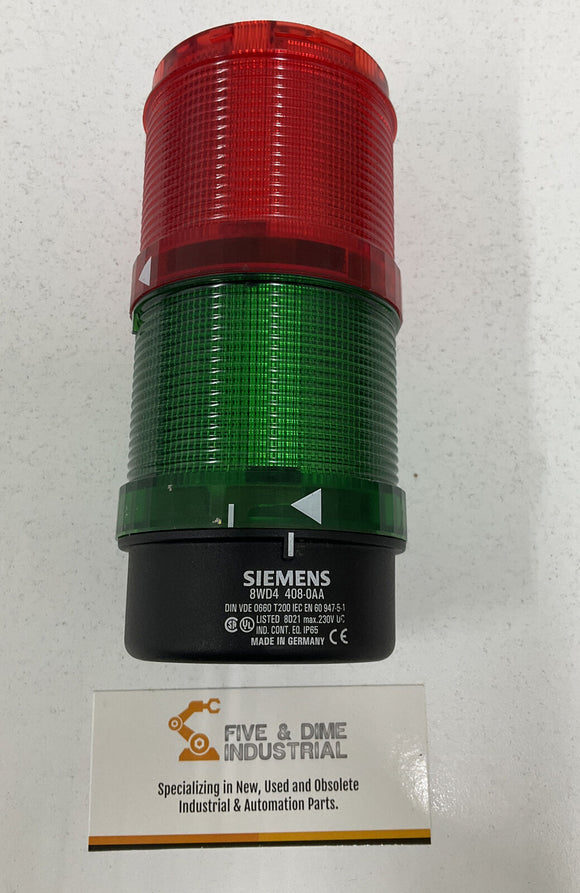 SIEMENS
8WD4 408-0AA
DIN VDE 0660 T200 IEC EN 60 947-5-1
LISTED 8D21 max.230V UC
IND. CONT. EQ. IP65
MADE IN GERMANY CE
FIVE & DIME
INDUSTRIAL
Specializing in New, Used and Obsolete
Industrial & Automation Parts.